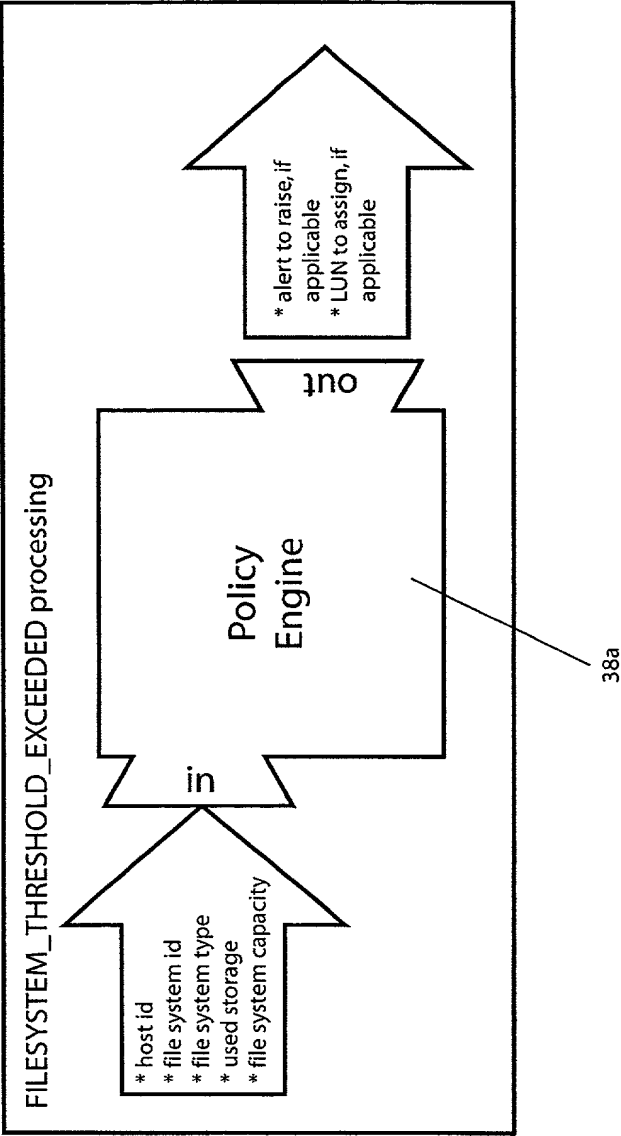 FILESYSTEM_THRESHOLD_EXCEEDED processing
* host id
* file system id
* file system type
* used storage
* file system capacity
in
Policy
Engine
out
* alert to raise, if
applicable
* LUN to assign, if
applicable
38a